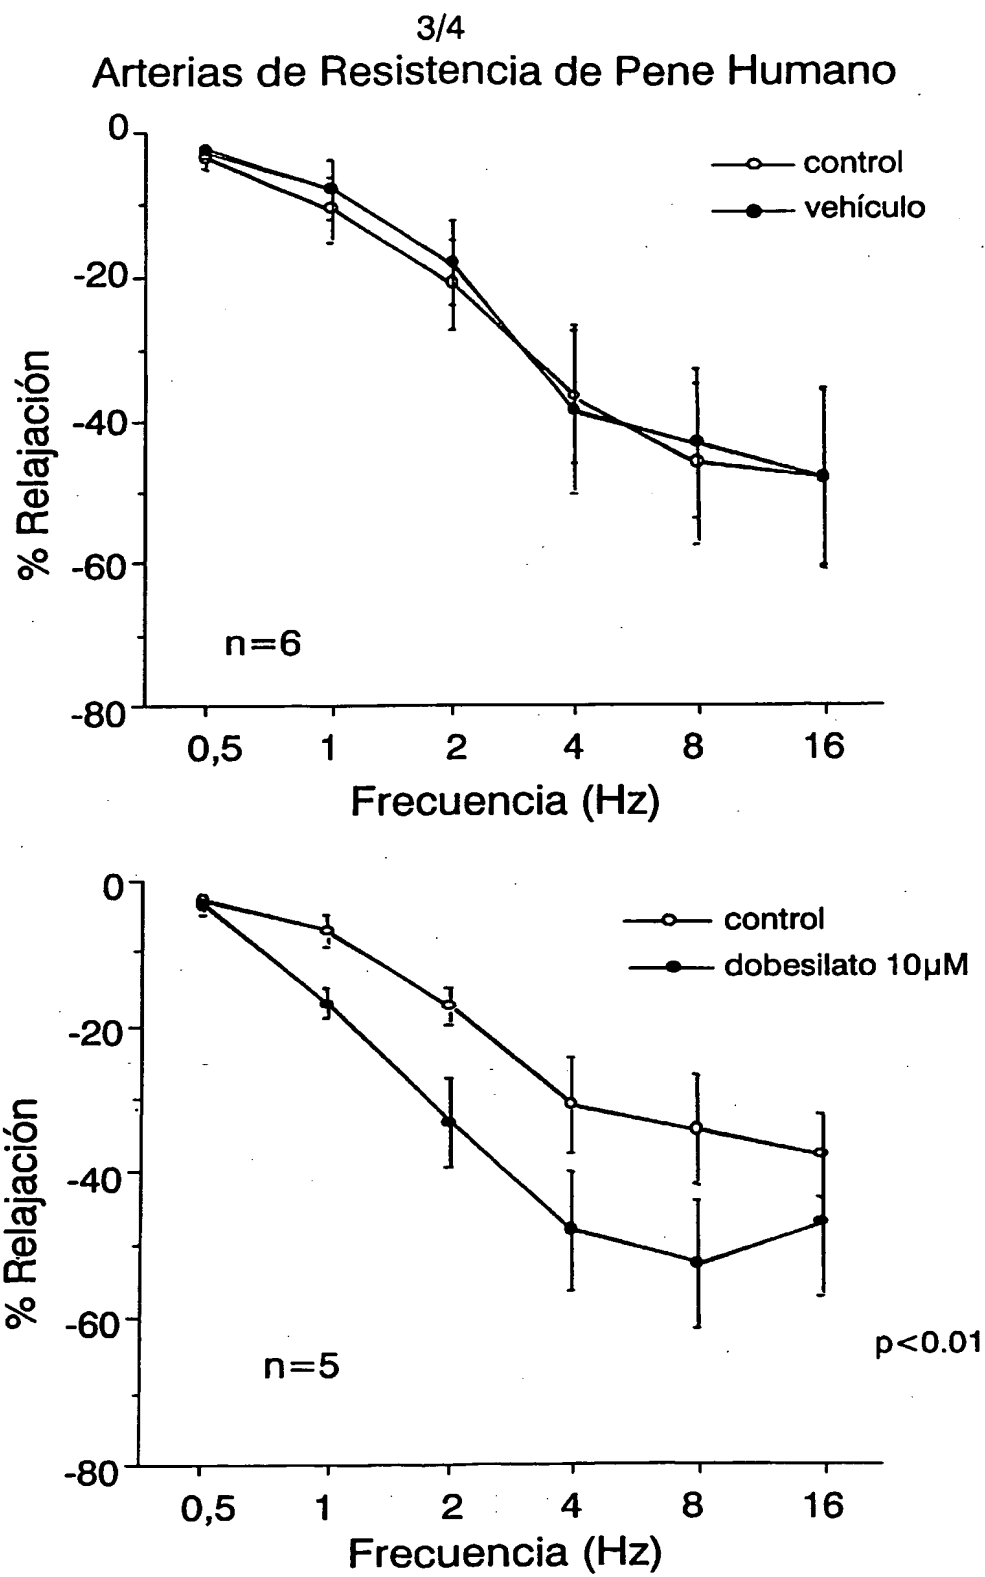 3/4
Arterias de Resistencia de Pene Humano
0
-20
-40
-60
-80
% Relajación
control
vehículo
n=6
0,5 1 2 4 8 16
Frecuencia (Hz)
0
-20
-40
-60
-80
% Relajación
control
dobesilato 10µM
p<0.01
n=5
0,5 1 2 4 8 16
Frecuencia (Hz)